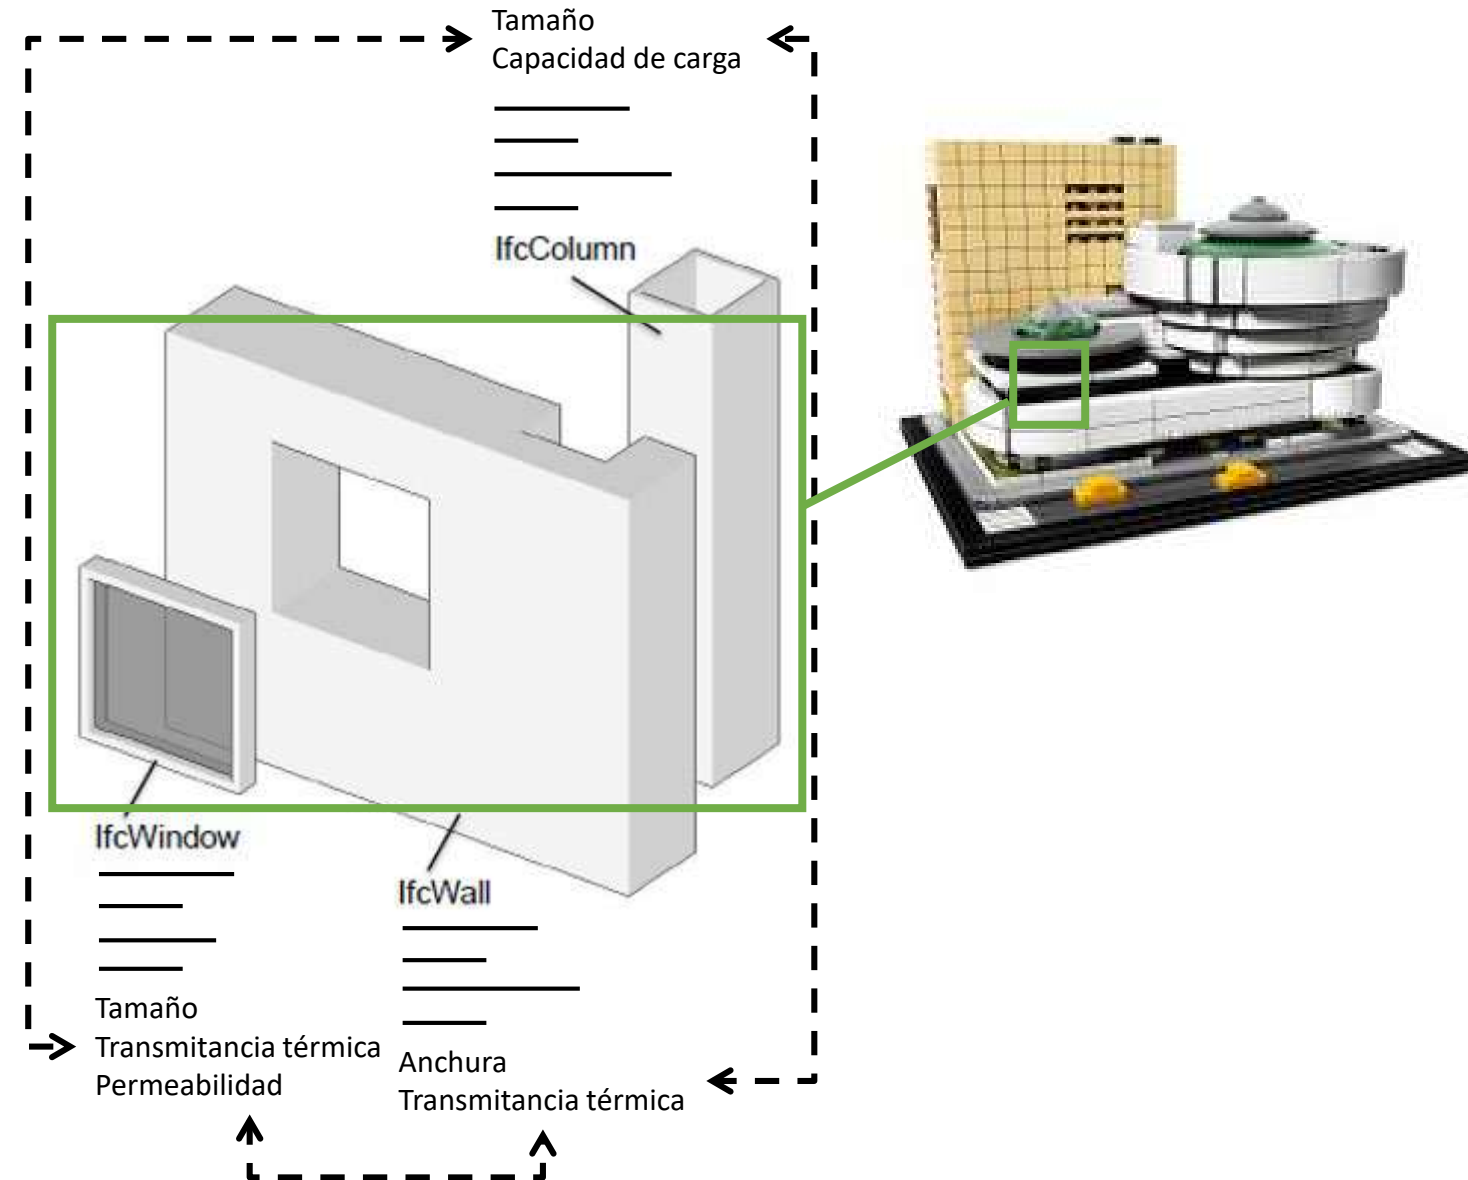 Tamaño
Capacidad de carga
IfcColumn
IfcWindow
IfcWall
Tamaño
Transmitancia térmica
Permeabilidad
Anchura
Transmitancia térmica